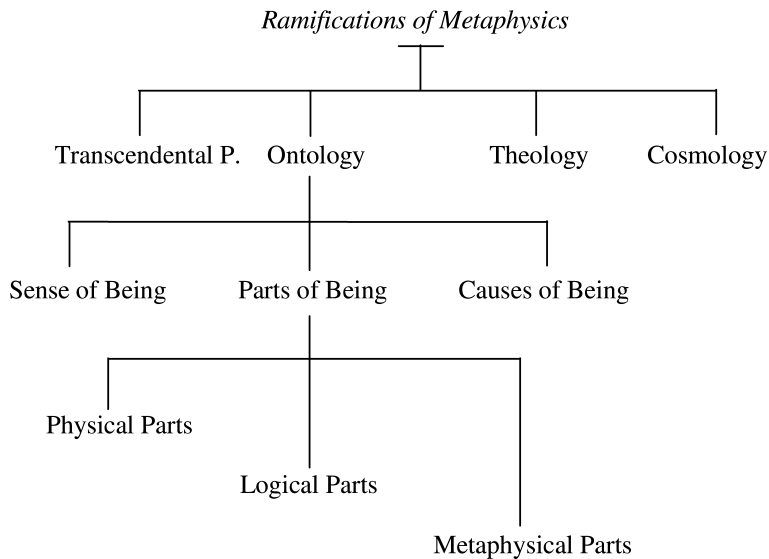 Ramifications of Metaphysics
Transcendental P. Ontology Theology Cosmology
Sense of Being Parts of Being Causes of Being
Physical Parts
Logical Parts
Metaphysical Parts